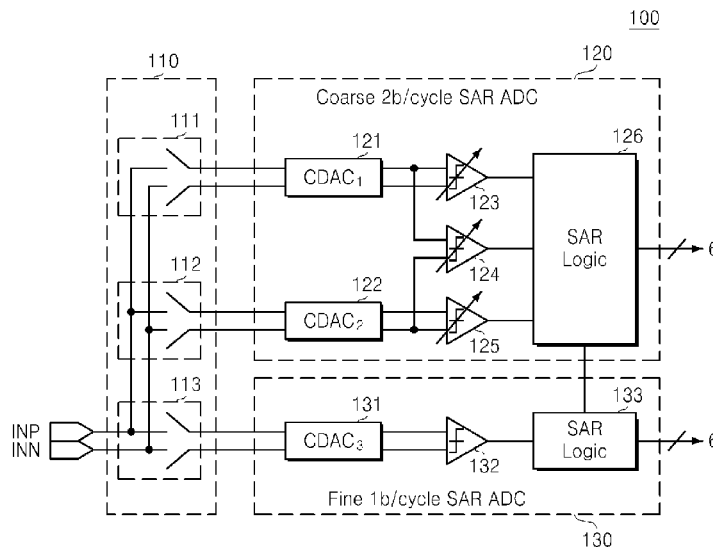 100
110
120
Coarse 2b/cycle SAR ADC
111
121
126
CDAC1
123
SAR
Logic
6
124
112
122
CDAC2
125
113
131
133
INP
INN
CDAC3
132
SAR
Logic
6
Fine 1b/cycle SAR ADC
130